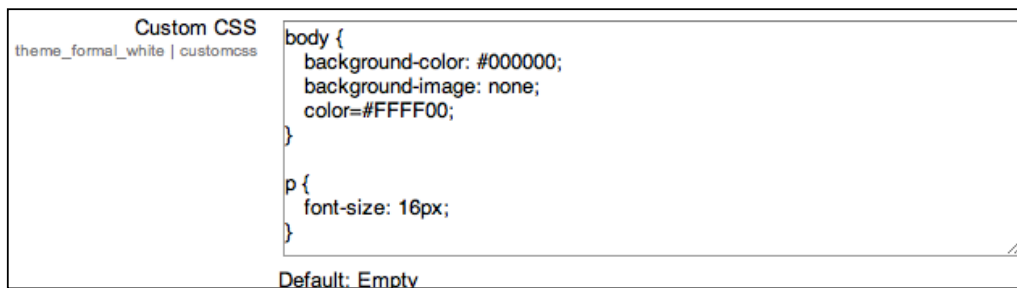 Custom CSS
theme_formal_white | customcss
body {
background-color: #000000;
background-image: none;
color=#FFFF00;
}
p {
font-size: 16px;
}
Default: Empty